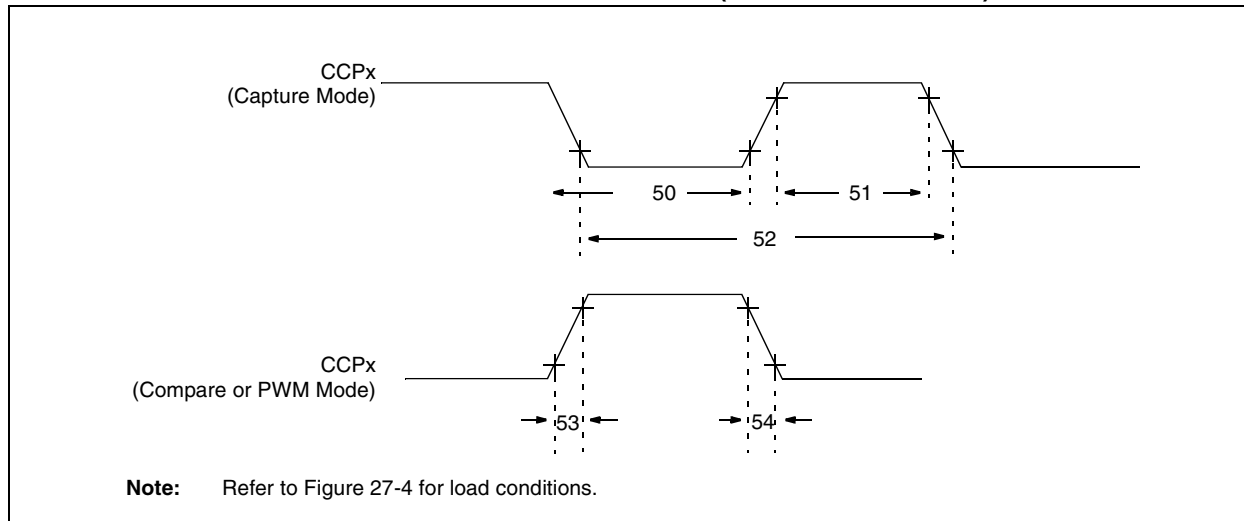 CCPx
(Capture Mode)
50
51
52
CCPx
(Compare or PWM Mode)
53
54
Note: Refer to Figure 27-4 for load conditions.